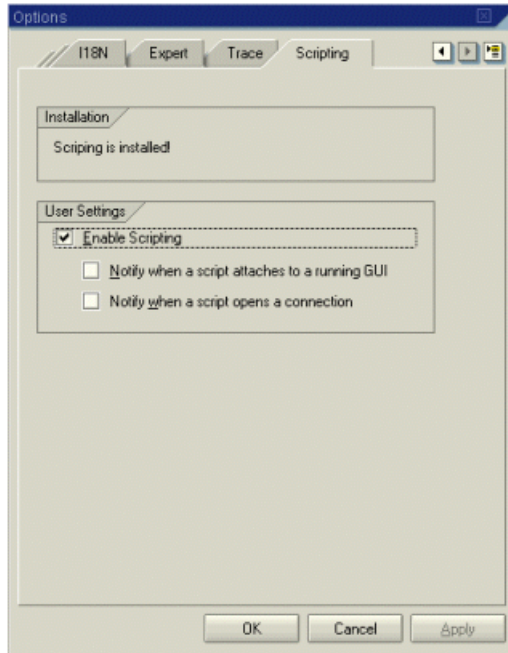 Options
I18N Expert Trace Scripting
Installation
Scriping is installed!
User Settings
Enable Scripting
Notify when a script attaches to a running GUI
Notify when a script opens a connection
OK Cancel Apply